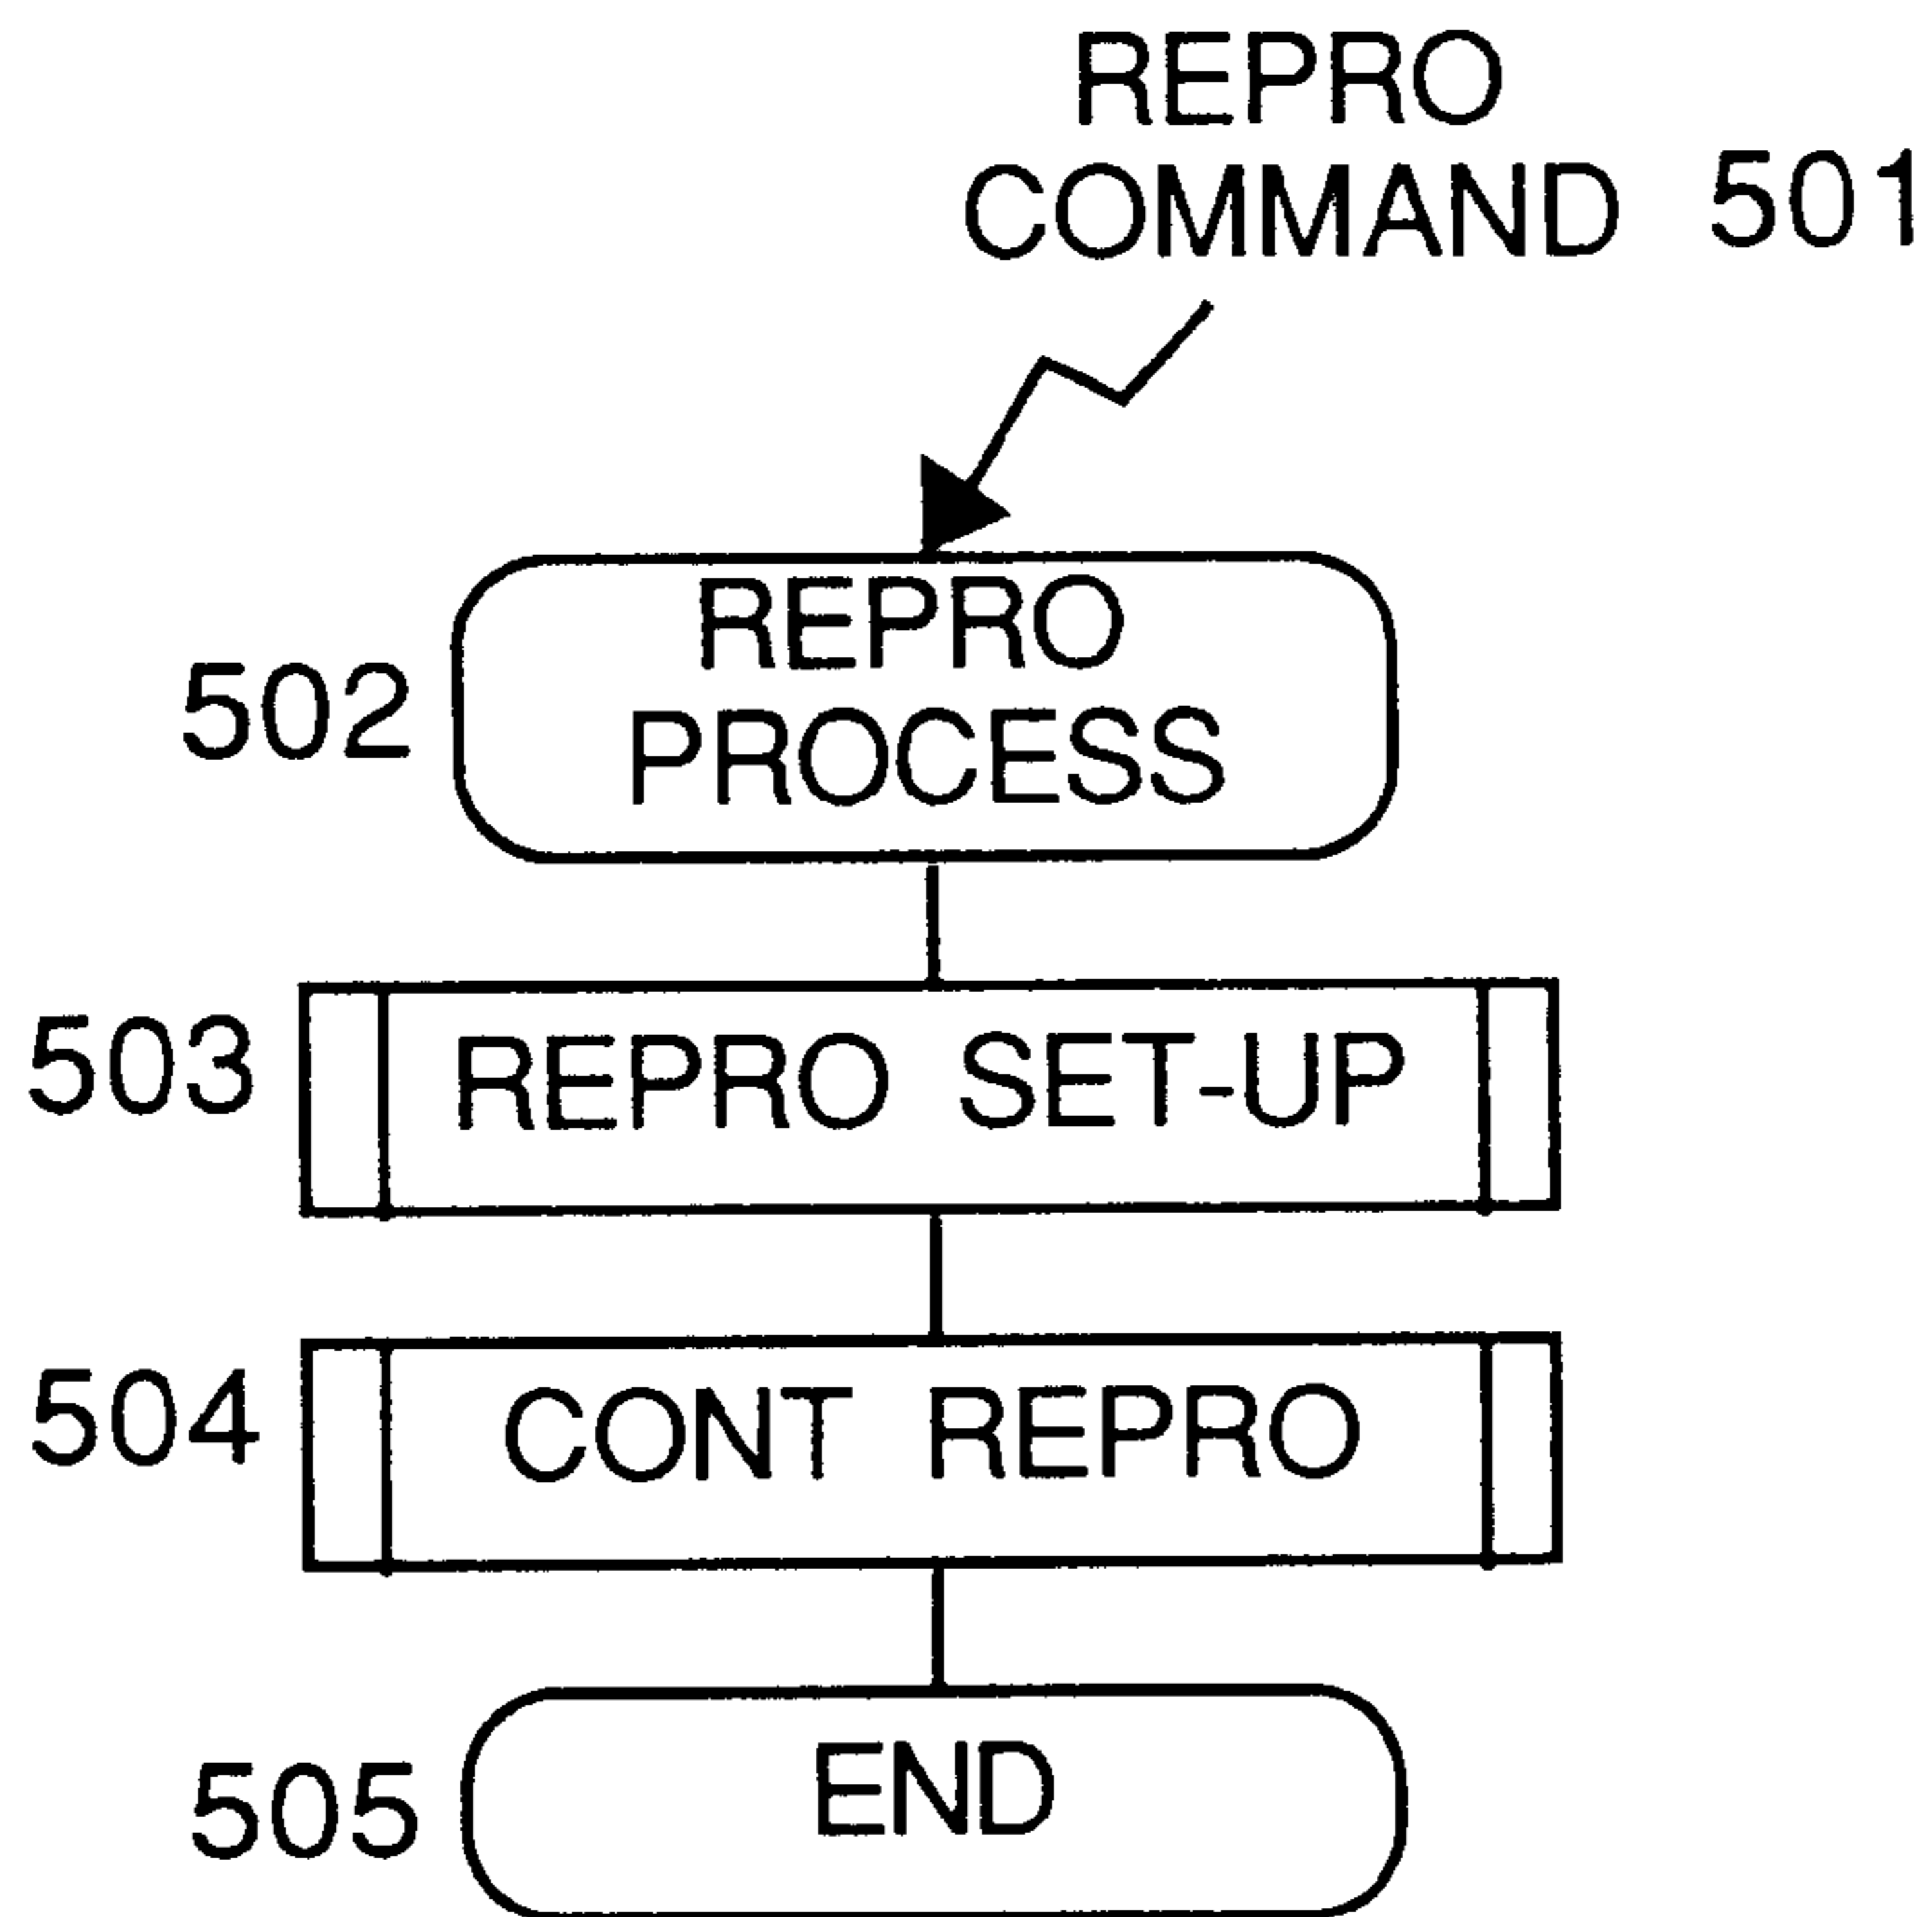 REPRO
COMMAND 501
REPRO
502 PROCESS
503 REPRO SET-UP
504 CONT REPRO
505 END